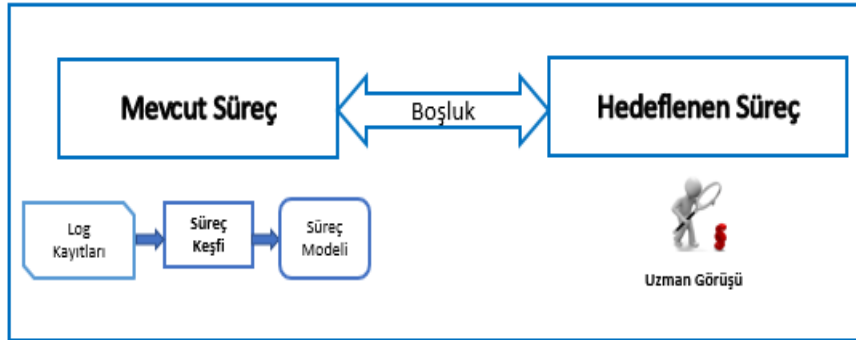 Mevcut Süreç
Boşluk
Hedeflenen Süreç
Log
Kayıtları
Süreç
Keşfi
Süreç
Modeli
Uzman Görüşü